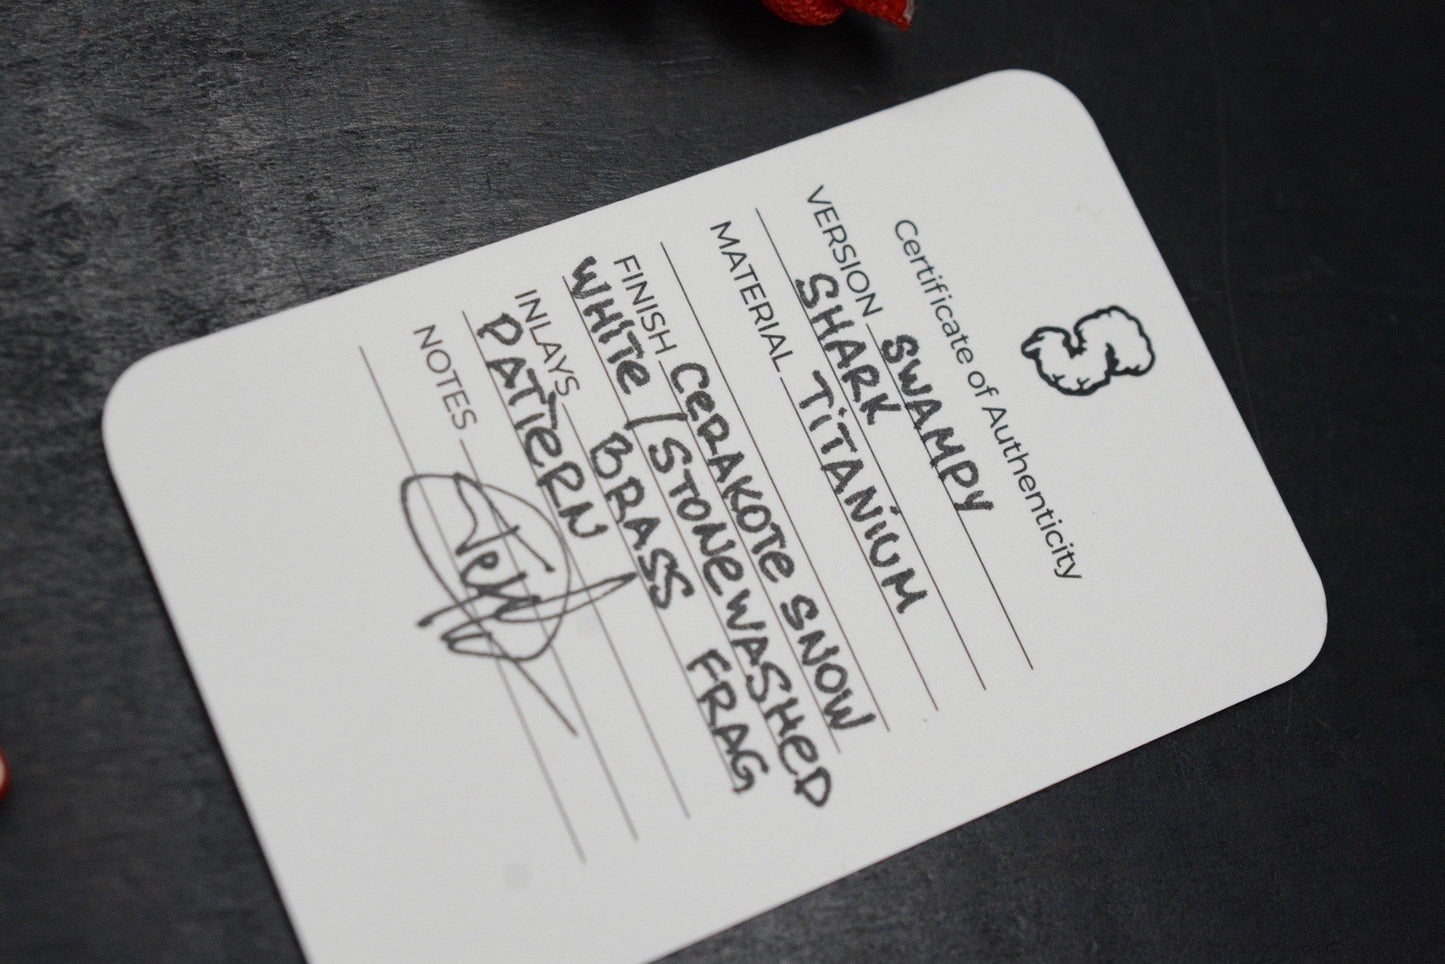 Certificate of Authenticity
VERSION SWAMPY
SHARK
MATERIAL TiTANiUM
FINISH CeRAKOTe SNOW
WHiTe / STONeWASHeD
INLAYS BRASS FRAG
PATTeRN
NOTES